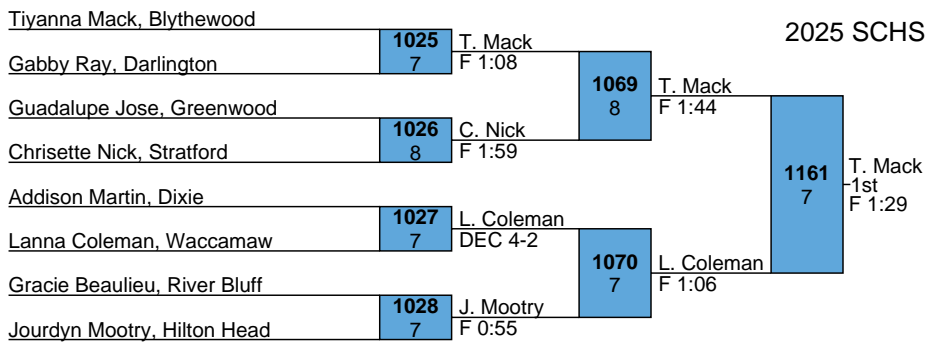 Tiyanna Mack, Blythewood
2025 SCHS
1025
7
T. Mack
F 1:08
Gabby Ray, Darlington
1069
8
T. Mack
F 1:44
Guadalupe Jose, Greenwood
1026
8
C. Nick
F 1:59
Chrisette Nick, Stratford
1161
7
T. Mack
1st
F 1:29
Addison Martin, Dixie
1027
7
L. Coleman
DEC 4-2
Lanna Coleman, Waccamaw
1070
7
L. Coleman
F 1:06
Gracie Beaulieu, River Bluff
1028
7
J. Mootry
F 0:55
Jourdyn Mootry, Hilton Head